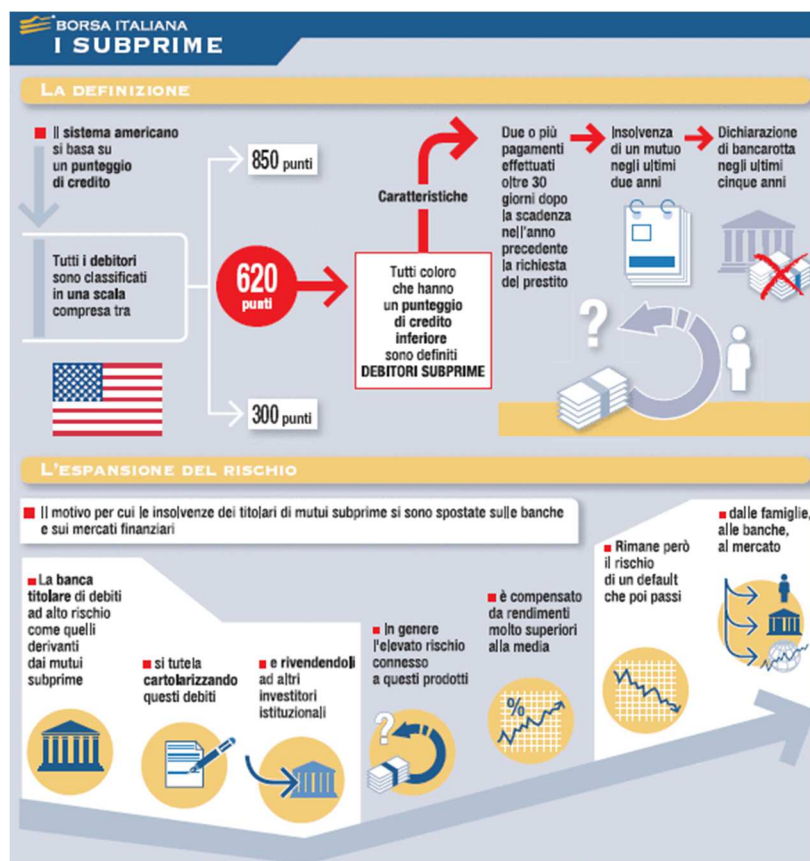 BORSA ITALIANA
I SUBPRIME
LA DEFINIZIONE
Il sistema americano
si basa su
un punteggio
di credito
Tutti i debitori
sono classificati
in una scala
compresa tra
850 punti
620
punti
300 punti
Caratteristiche
Tutti coloro
che hanno
un punteggio
di credito
inferiore
sono definiti
DEBITORI SUBPRIME
Due o più
pagamenti
effettuati
oltre 30
giorni dopo
la scadenza
nell'anno
precedente
la richiesta
del prestito
Insolvenza
di un mutuo
negli ultimi
due anni
Dichiarazione
di bancarotta
negli ultimi
cinque anni
?
L'ESPANSIONE DEL RISCHIO
Il motivo per cui le insolvenze dei titolari di mutui subprime si sono spostate sulle banche
e sui mercati finanziari
La banca
titolare di debiti
ad alto rischio
come quelli
derivanti
dai mutui
subprime
si tutela
cartolarizzando
questi debiti
e rivendendoli
ad altri
investitori
istituzionali
In genere
l'elevato rischio
connesso
a questi prodotti
?
è compensato
da rendimenti
molto superiori
alla media
%
Rimane però
il rischio
di un default
che poi passi
dalle famiglie,
alle banche,
al mercato